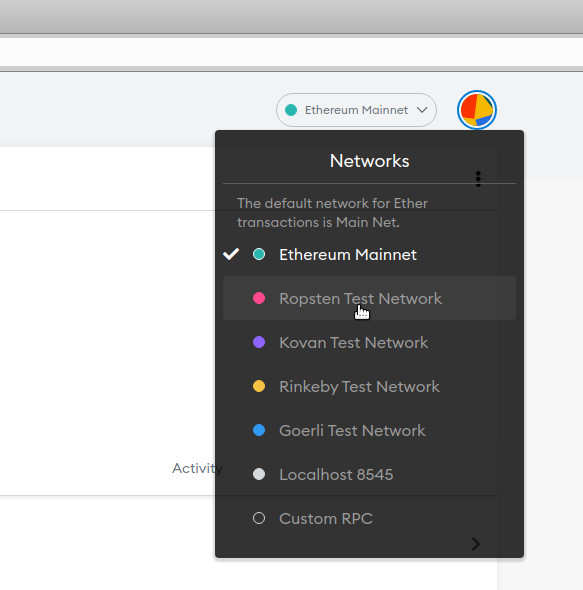 Ethereum Mainnet
Networks
The default network for Ether
transactions is Main Net.
Ethereum Mainnet
Ropsten Test Network
Kovan Test Network
Rinkeby Test Network
Goerli Test Network
Activity
Localhost 8545
Custom RPC